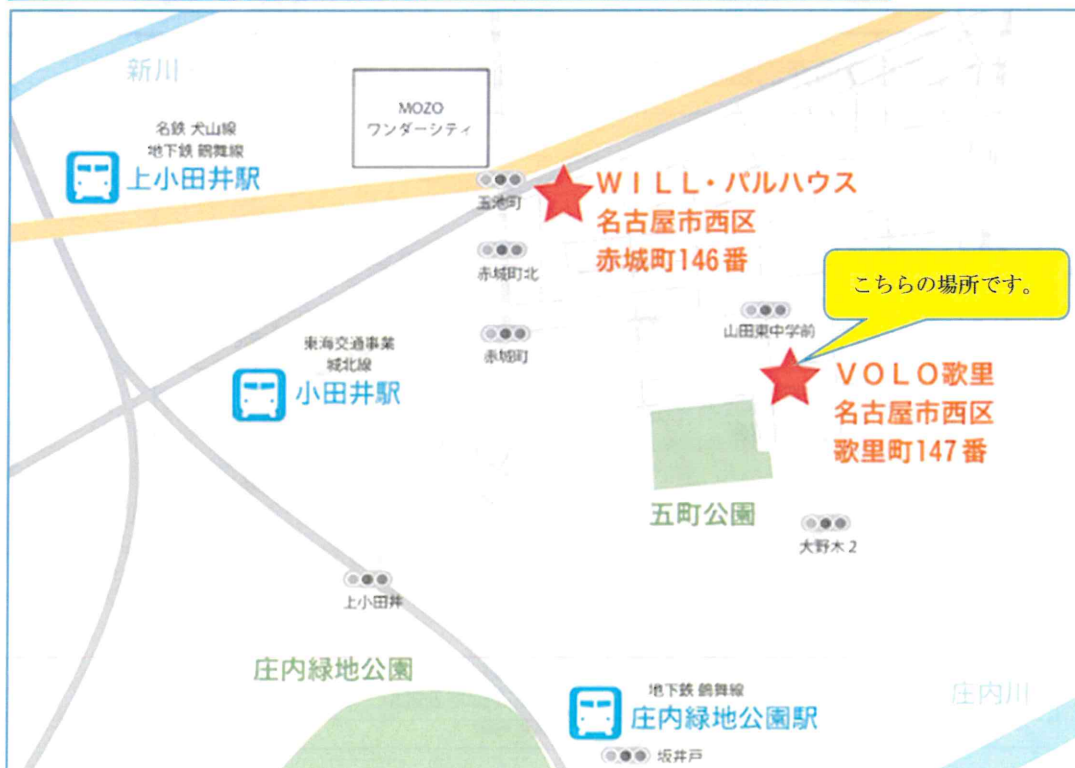 新川
MOZO
ワンダーシティ
名鉄 犬山線
地下鉄 鶴舞線
上小田井駅
玉池町
WILL・パルハウス
名古屋市西区
赤城町146番
赤城町北
こちらの場所です。
山田東中学前
赤城町
東海交通事業
城北線
小田井駅
VOLO歌里
名古屋市西区
歌里町147番
五町公園
大野木2
上小田井
庄内緑地公園
地下鉄 鶴舞線
庄内緑地公園駅
庄内川
坂井戸